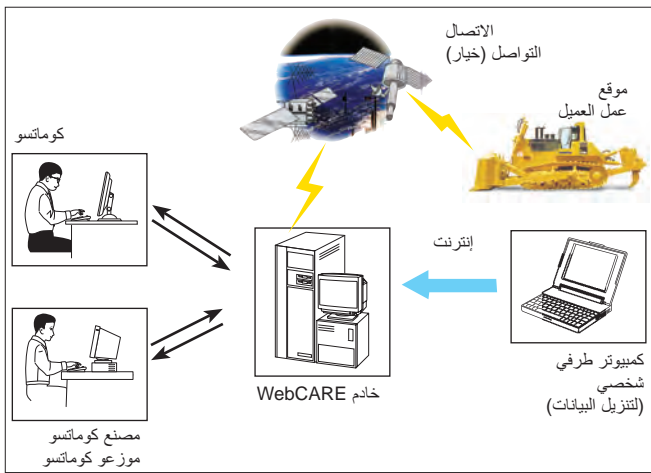 الاتصال
التواصل (خيار)
موقع
عمل العميل
كوماتسو
إنترنت
خادم WebCARE
كمبيوتر طرفي
شخصي
(لتنزيل البيانات)
مصنع كوماتسو
موزعو كوماتسو